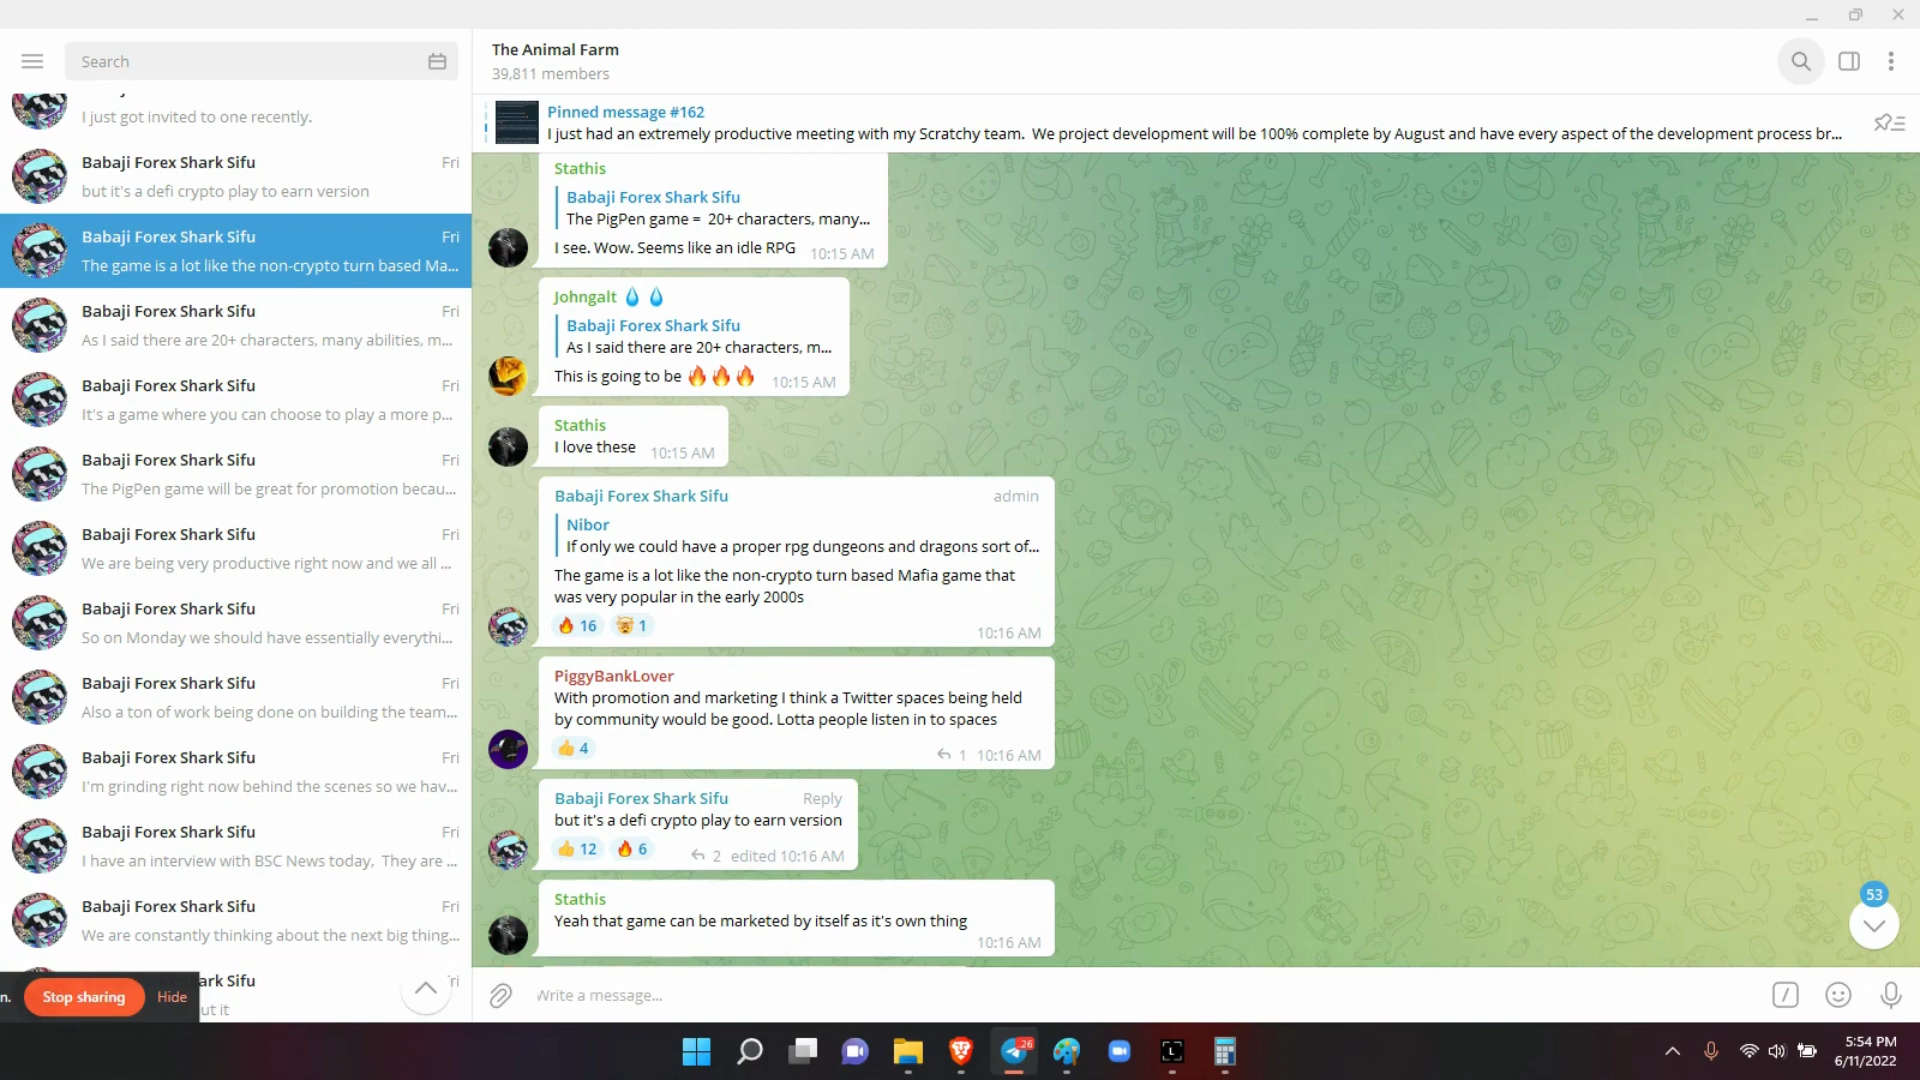 Search
I just got invited to one recently.
Babaji Forex Shark Sifu Fri
but it's a defi crypto play to earn version
Babaji Forex Shark Sifu Fri
The game is a lot like the non-crypto turn based Ma...
Babaji Forex Shark Sifu Fri
As I said there are 20+ characters, many abilities, m...
Babaji Forex Shark Sifu Fri
It's a game where you can choose to play a more p...
Babaji Forex Shark Sifu Fri
The PigPen game will be great for promotion becau...
Babaji Forex Shark Sifu Fri
We are being very productive right now and we all ...
Babaji Forex Shark Sifu Fri
So on Monday we should have essentially everythi...
Babaji Forex Shark Sifu Fri
Also a ton of work being done on building the team...
Babaji Forex Shark Sifu Fri
I'm grinding right now behind the scenes so we hav...
Babaji Forex Shark Sifu Fri
I have an interview with BSC News today, They are ...
Babaji Forex Shark Sifu Fri
We are constantly thinking about the next big thing...
ark Sifu ri
ut it
n. Stop sharing Hide
The Animal Farm
39,811 members
Pinned message #162
I just had an extremely productive meeting with my Scratchy team. We project development will be 100% complete by August and have every aspect of the development process br...
Stathis
Babaji Forex Shark Sifu
The PigPen game = 20+ characters, many...
I see. Wow. Seems like an idle RPG 10:15 AM
Johngalt 💧 💧
Babaji Forex Shark Sifu
As I said there are 20+ characters, m...
This is going to be 🔥🔥🔥 10:15 AM
Stathis
I love these 10:15 AM
Babaji Forex Shark Sifu admin
Nibor
If only we could have a proper rpg dungeons and dragons sort of...
The game is a lot like the non-crypto turn based Mafia game that
was very popular in the early 2000s
🔥 16 🤯 1
10:16 AM
PiggyBankLover
With promotion and marketing I think a Twitter spaces being held
by community would be good. Lotta people listen in to spaces
👍 4
1 10:16 AM
Babaji Forex Shark Sifu Reply
but it's a defi crypto play to earn version
👍 12 🔥 6 2 edited 10:16 AM
Stathis
Yeah that game can be marketed by itself as it's own thing
10:16 AM
53
Write a message...
26
L
5:54 PM
6/11/2022